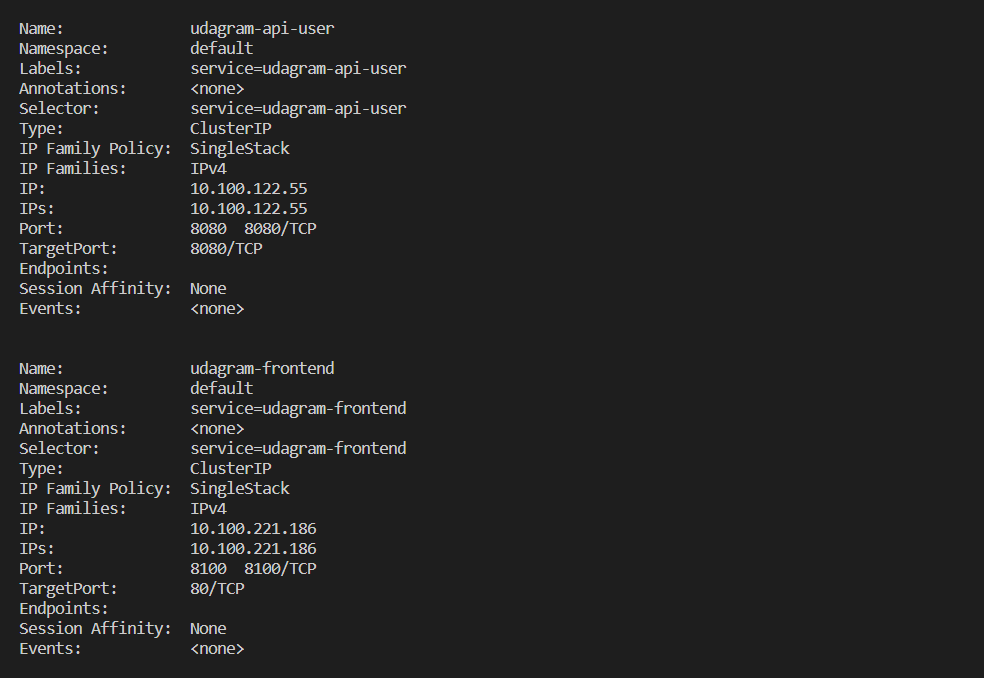 Name:              udagram-api-user
Namespace:         default
Labels:            service=udagram-api-user
Annotations:       <none>
Selector:          service=udagram-api-user
Type:              ClusterIP
IP Family Policy:  SingleStack
IP Families:       IPv4
IP:                10.100.122.55
IPs:               10.100.122.55
Port:              8080  8080/TCP
TargetPort:        8080/TCP
Endpoints:
Session Affinity:  None
Events:            <none>
Name:              udagram-frontend
Namespace:         default
Labels:            service=udagram-frontend
Annotations:       <none>
Selector:          service=udagram-frontend
Type:              ClusterIP
IP Family Policy:  SingleStack
IP Families:       IPv4
IP:                10.100.221.186
IPs:               10.100.221.186
Port:              8100  8100/TCP
TargetPort:        80/TCP
Endpoints:
Session Affinity:  None
Events:            <none>